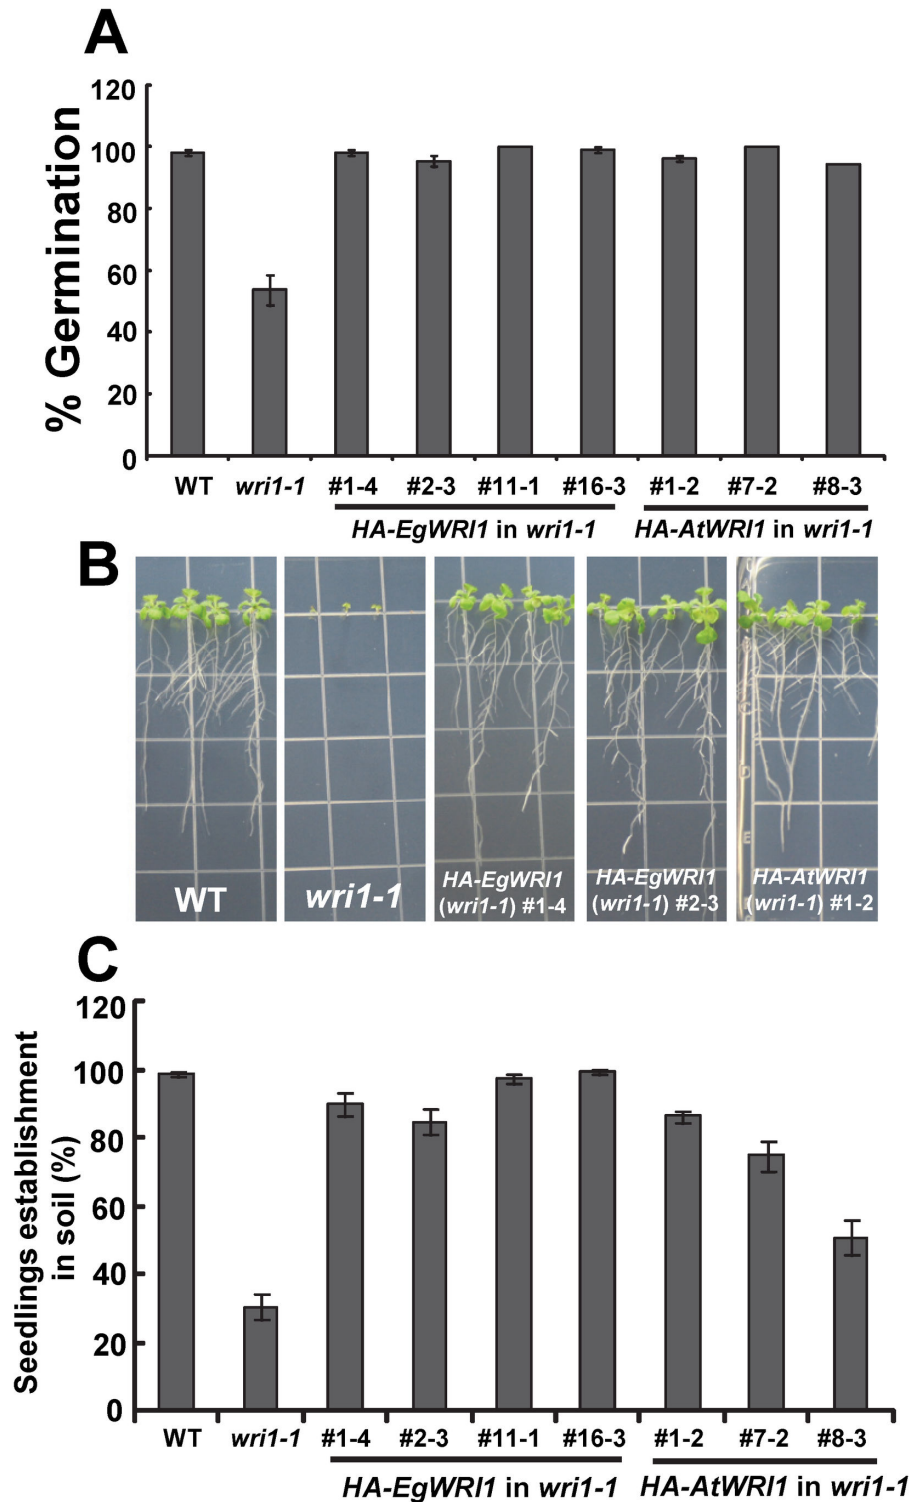 A
% Germination
120
100
80
60
40
20
0
WT wri1-1 #1-4 #2-3 #11-1 #16-3 #1-2 #7-2 #8-3
HA-EgWRI1 in wri1-1 HA-AtWRI1 in wri1-1
B
WT
wri1-1
HA-EgWRI1
(wri1-1) #1-4
HA-EgWRI1
(wri1-1) #2-3
HA-AtWRI1
(wri1-1) #1-2
C
Seedlings establishment
in soil (%)
120
100
80
60
40
20
0
WT wri1-1 #1-4 #2-3 #11-1 #16-3 #1-2 #7-2 #8-3
HA-EgWRI1 in wri1-1 HA-AtWRI1 in wri1-1